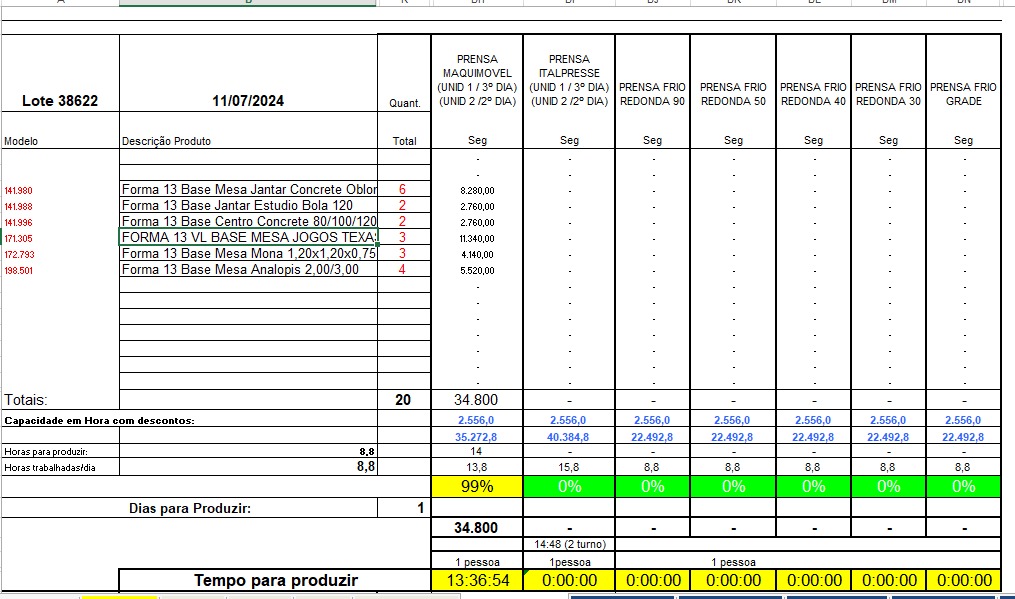 PRENSA PRENSA
MAQUIMOVEL ITALPRESSE
(UNID 1 / 3º DIA) (UNID 1 / 3º DIA) PRENSA FRIO PRENSA FRIO PRENSA FRIO PRENSA FRIO PRENSA FRIO
Lote 38622 11/07/2024 Quant. (UNID 2 /2º DIA) (UNID 2 /2º DIA) REDONDA 90 REDONDA 50 REDONDA 40 REDONDA 30 GRADE
Modelo Descrição Produto Total Seg Seg Seg Seg Seg Seg Seg
- - - - - - -
- - - - - - -
141.980 Forma 13 Base Mesa Jantar Concrete Oblon 6 8.280,00 - - - - - -
141.988 Forma 13 Base Jantar Estudio Bola 120 2 2.760,00 - - - - - -
141.996 Forma 13 Base Centro Concrete 80/100/120 2 2.760,00 - - - - - -
171.305 FORMA 13 VL BASE MESA JOGOS TEXAS 3 11.340,00 - - - - - -
172.793 Forma 13 Base Mesa Mona 1,20x1,20x0,75 3 4.140,00 - - - - - -
198.501 Forma 13 Base Mesa Analopis 2,00/3,00 4 5.520,00 - - - - - -
- - - - - - -
- - - - - - -
- - - - - - -
- - - - - - -
- - - - - - -
- - - - - - -
- - - - - - -
Totais: 20 34.800 - - - - - -
Capacidade em Hora com descontos: 2.556,0 2.556,0 2.556,0 2.556,0 2.556,0 2.556,0 2.556,0
35.272,8 40.384,8 22.492,8 22.492,8 22.492,8 22.492,8 22.492,8
Horas para produzir: 8,8 14 - - - - - -
Horas trabalhadas/dia 8,8 13,8 15,8 8,8 8,8 8,8 8,8 8,8
99% 0% 0% 0% 0% 0% 0%
Dias para Produzir: 1
34.800 - - - - - -
14:48 (2 turno)
1 pessoa 1pessoa 1 pessoa
Tempo para produzir 13:36:54 0:00:00 0:00:00 0:00:00 0:00:00 0:00:00 0:00:00